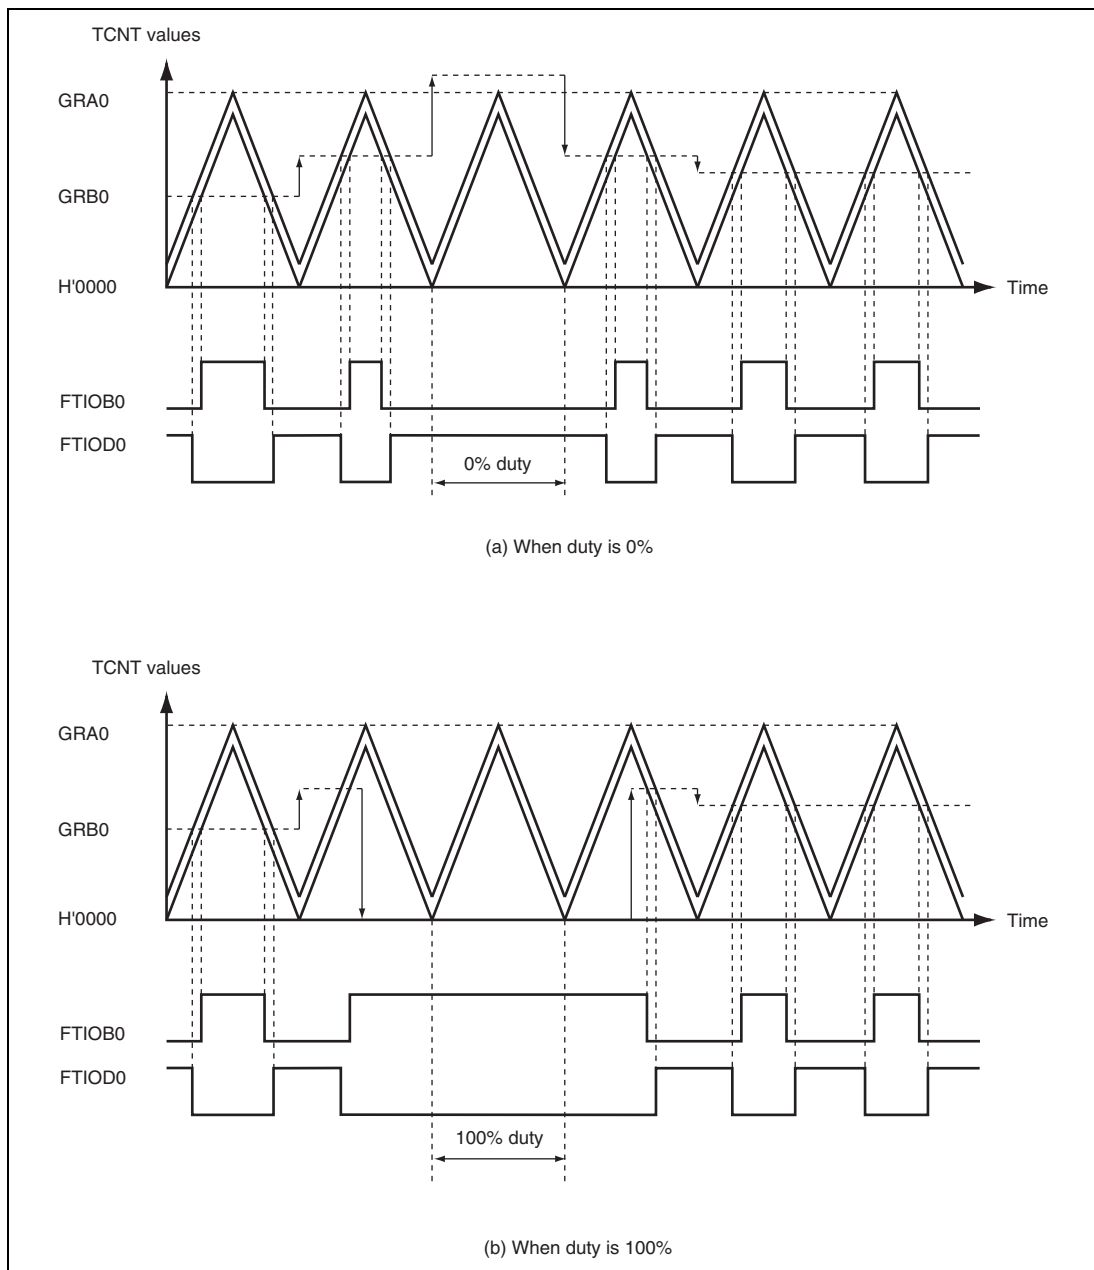 TCNT values
GRA0
GRB0
H'0000
Time
FTIOB0
FTIOD0
0% duty
(a) When duty is 0%
TCNT values
GRA0
GRB0
H'0000
Time
FTIOB0
FTIOD0
100% duty
(b) When duty is 100%